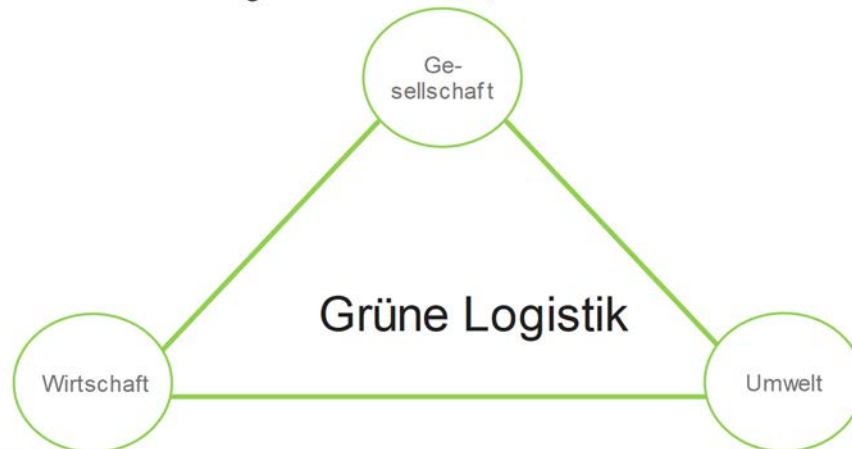 Ge-
sellschaft
Grüne Logistik
Wirtschaft
Umwelt